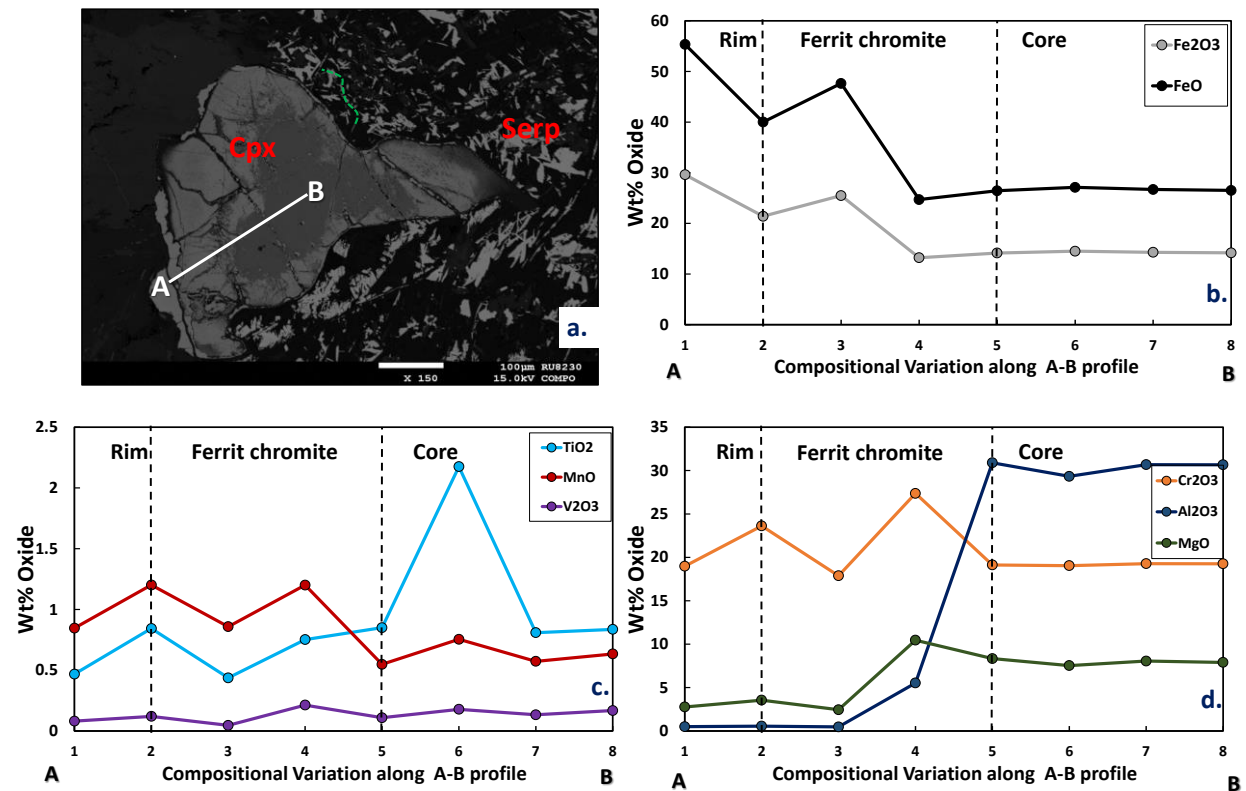 Cpx
Serp
B
A
a.
100μm RU8230
X 150 15.0kV COMPO
60
50
40
30
20
10
0
Wt% Oxide
Rim Ferrit chromite Core
Fe2O3
FeO
b.
1 2 3 4 5 6 7 8
A Compositional Variation along A-B profile B
2.5
2
1.5
1
0.5
0
Wt% Oxide
Rim Ferrit chromite Core
TiO2
MnO
V2O3
c.
1 2 3 4 5 6 7 8
A Compositional Variation along A-B profile B
35
30
25
20
15
10
5
0
Wt% Oxide
Rim Ferrit chromite Core
Cr2O3
Al2O3
MgO
d.
1 2 3 4 5 6 7 8
A Compositional Variation along A-B profile B